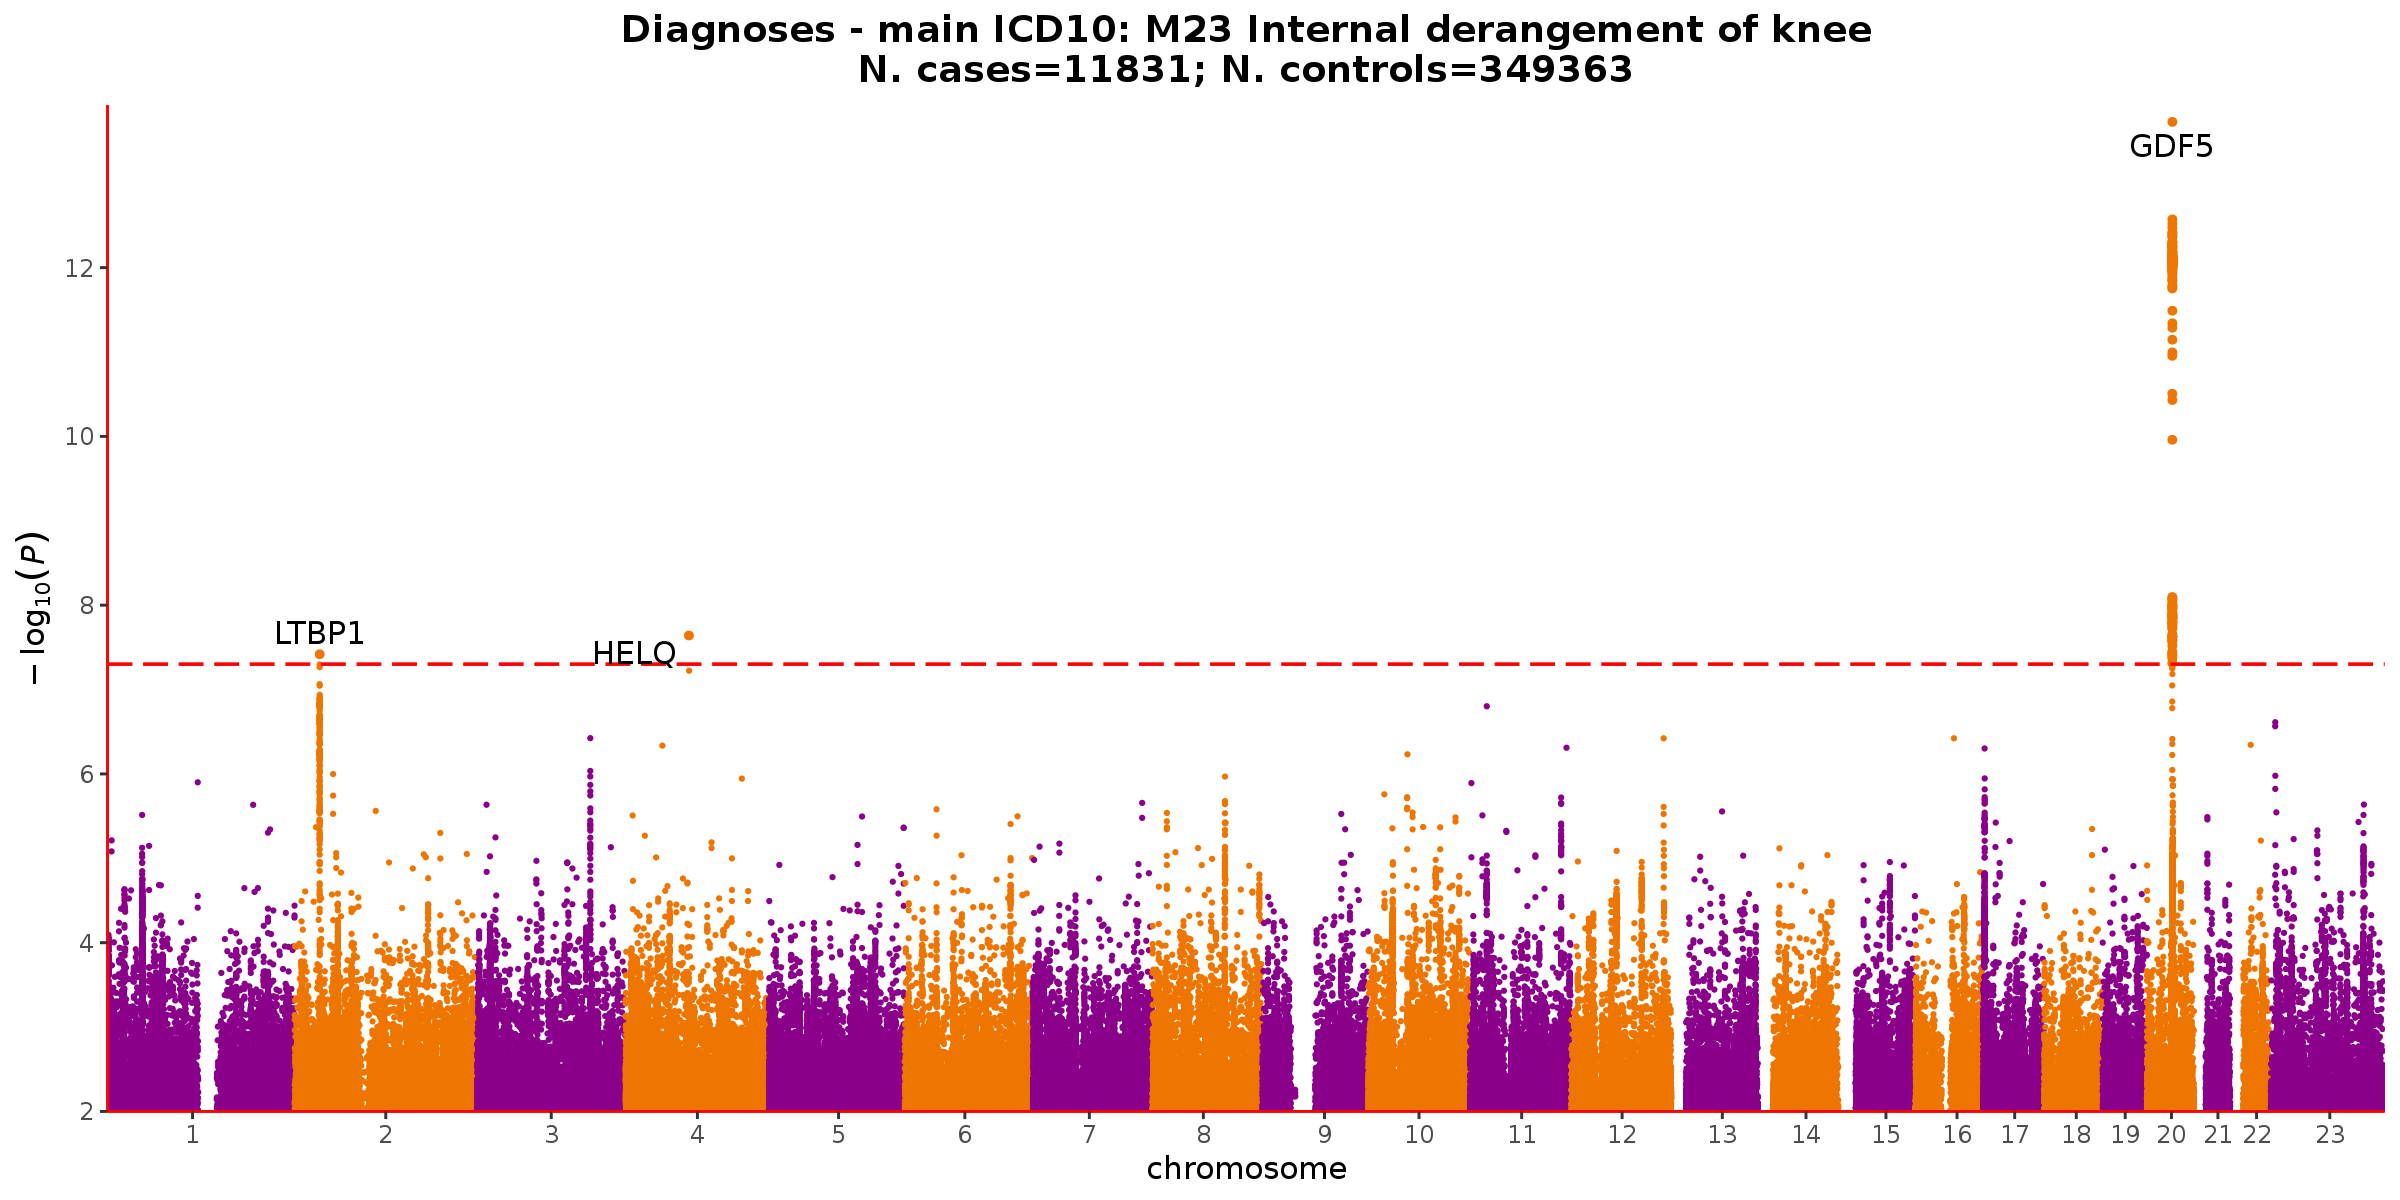 Diagnoses - main ICD10: M23 Internal derangement of knee
N. cases=11831; N. controls=349363
GDF5
12
10
8
LTBP1
HELQ
6
4
2
−log10(P)
1 2 3 4 5 6 7 8 9 10 11 12 13 14 15 16 17 18 19 20 21 22 23
chromosome